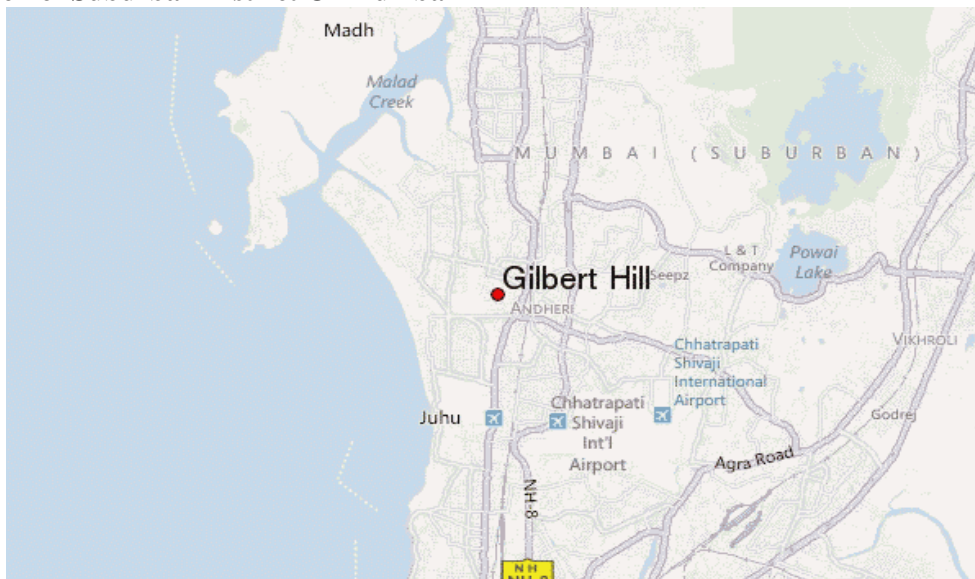 Madh
Malad
Creek
MUMBAI (SUBURBAN)
L & T
Company
Powai
Lake
Seepz
Gilbert Hill
ANDHERI
VIKHROLI
Chhatrapati
Shivaji
International
Airport
Juhu
Chhatrapati
Shivaji
Int'l
Airport
Godrej
Agra Road
NH-8
NH